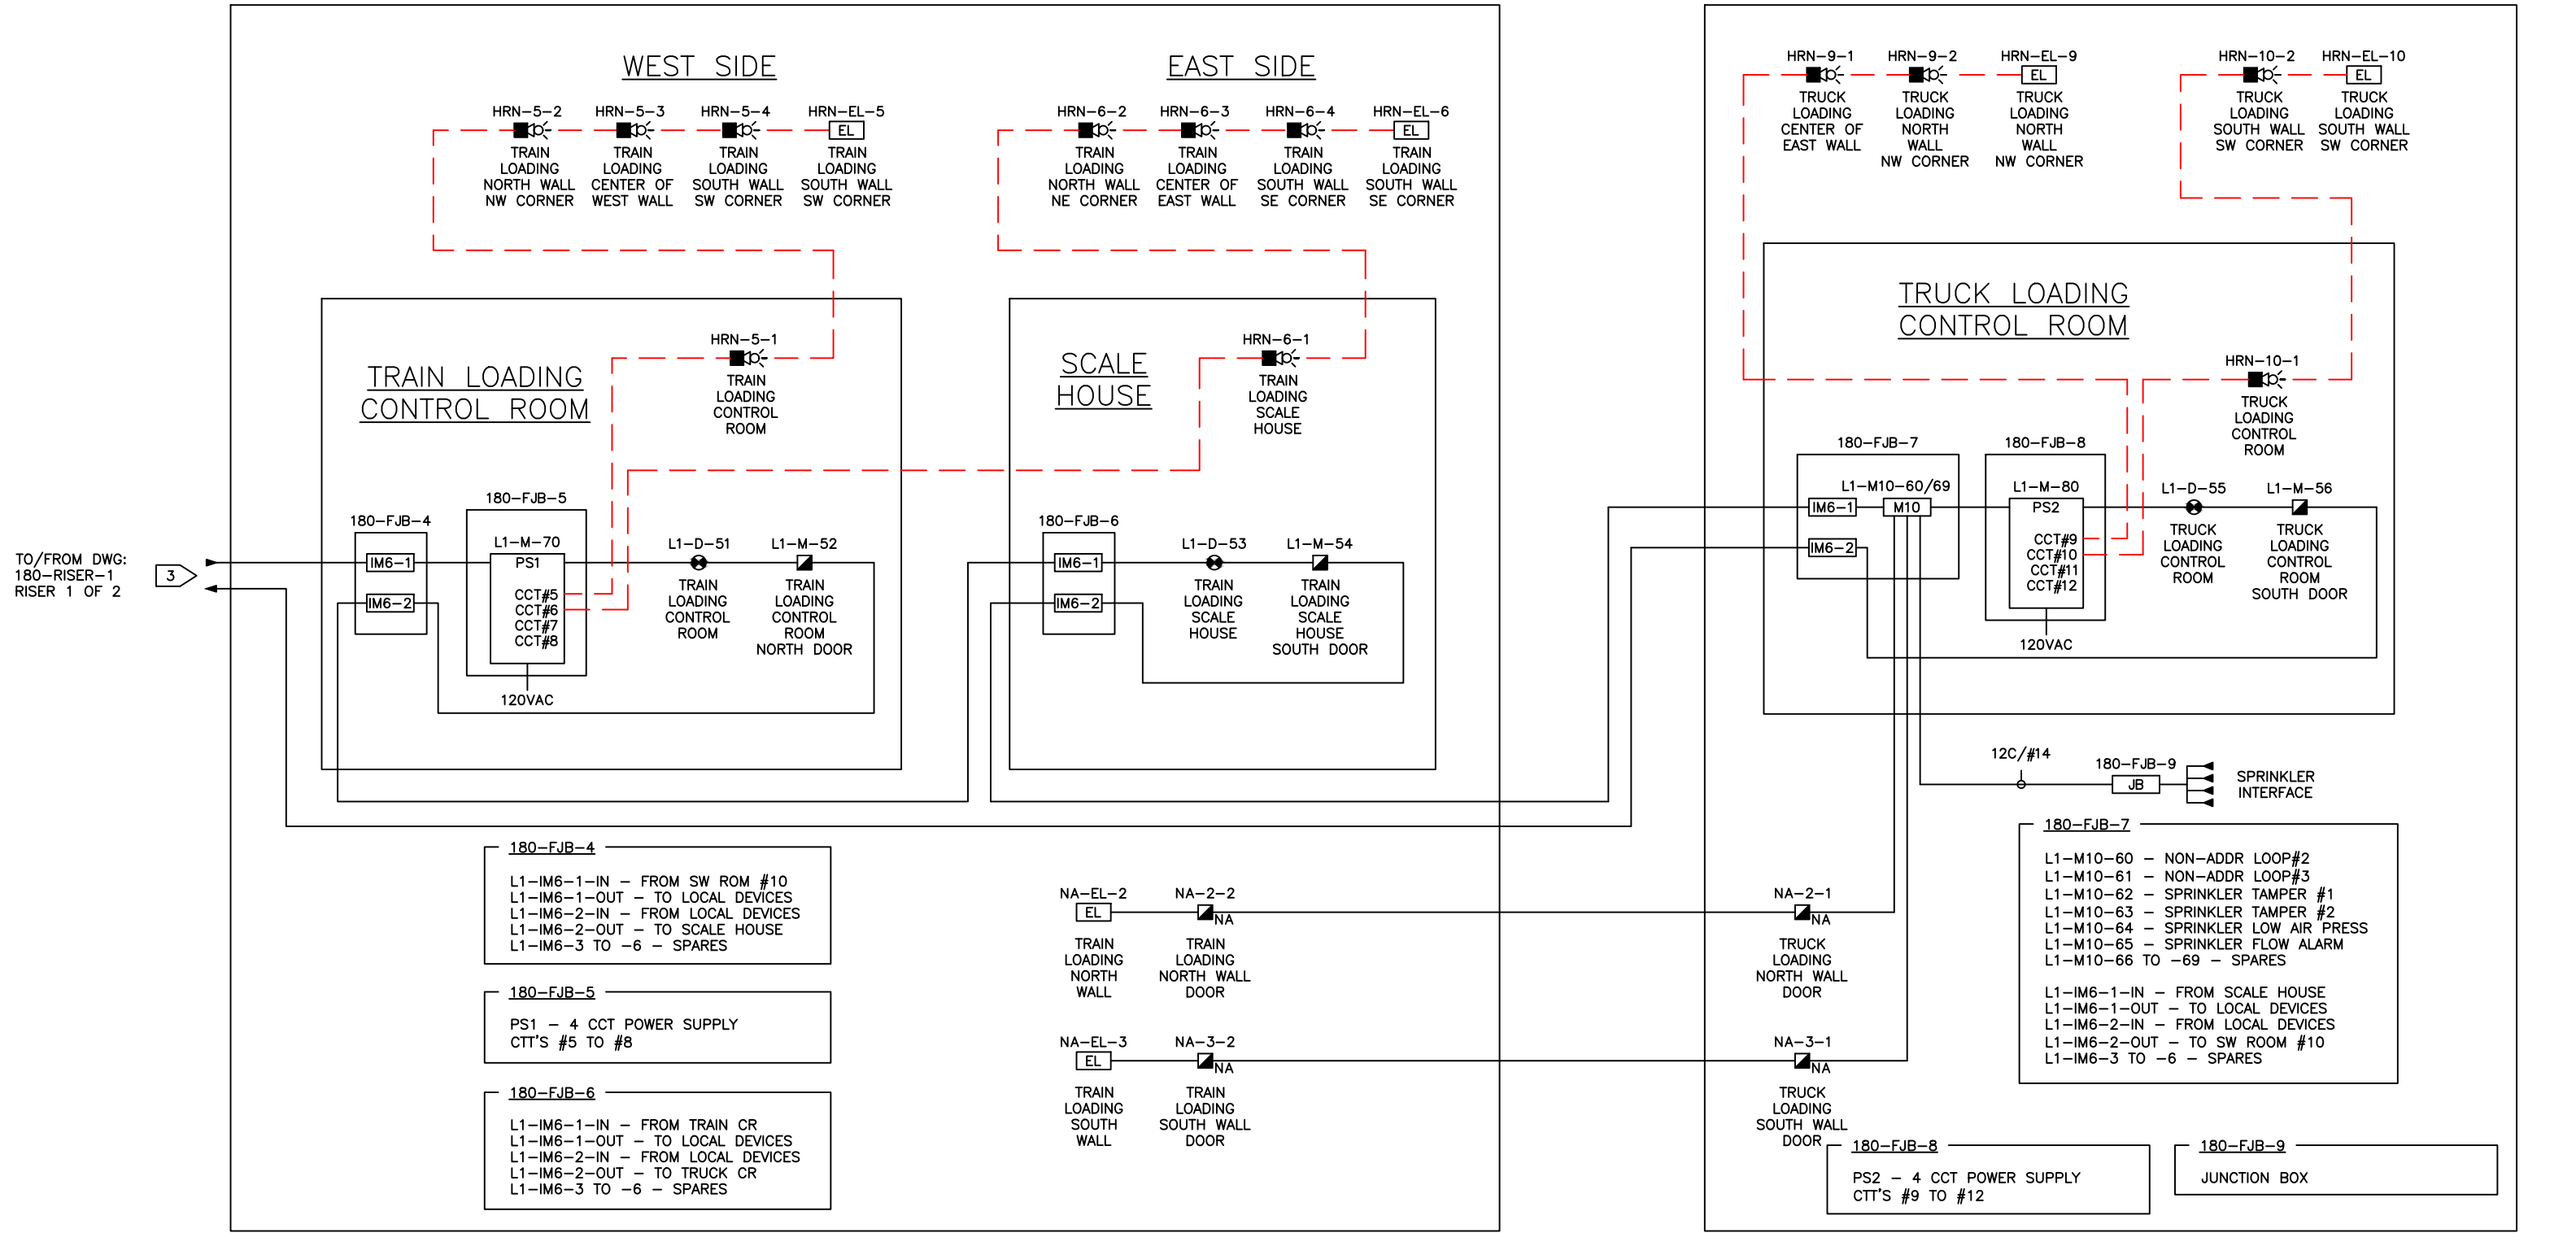 WEST SIDE
HRN-5-2
TRAIN
LOADING
NORTH WALL
NW CORNER
HRN-5-3
TRAIN
LOADING
CENTER OF
WEST WALL
HRN-5-4
TRAIN
LOADING
SOUTH WALL
SW CORNER
HRN-EL-5
EL
TRAIN
LOADING
SOUTH WALL
SW CORNER
EAST SIDE
HRN-6-2
TRAIN
LOADING
NORTH WALL
NE CORNER
HRN-6-3
TRAIN
LOADING
CENTER OF
EAST WALL
HRN-6-4
TRAIN
LOADING
SOUTH WALL
SE CORNER
HRN-EL-6
EL
TRAIN
LOADING
SOUTH WALL
SE CORNER
HRN-9-1
TRUCK
LOADING
CENTER OF
EAST WALL
HRN-9-2
TRUCK
LOADING
NORTH
WALL
NW CORNER
HRN-EL-9
EL
TRUCK
LOADING
NORTH
WALL
NW CORNER
HRN-10-2
TRUCK
LOADING
SOUTH WALL
SW CORNER
HRN-EL-10
EL
TRUCK
LOADING
SOUTH WALL
SW CORNER
TO/FROM DWG:
180-RISER-1
RISER 1 OF 2
3
TRAIN LOADING
CONTROL ROOM
HRN-5-1
TRAIN
LOADING
CONTROL
ROOM
180-FJB-4
IM6-1
IM6-2
180-FJB-5
L1-M-70
PS1
CCT#5
CCT#6
CCT#7
CCT#8
120VAC
L1-D-51
TRAIN
LOADING
CONTROL
ROOM
L1-M-52
TRAIN
LOADING
CONTROL
ROOM
NORTH DOOR
SCALE
HOUSE
HRN-6-1
TRAIN
LOADING
SCALE
HOUSE
180-FJB-6
IM6-1
IM6-2
L1-D-53
TRAIN
LOADING
SCALE
HOUSE
L1-M-54
TRAIN
LOADING
SCALE
HOUSE
SOUTH DOOR
TRUCK LOADING
CONTROL ROOM
HRN-10-1
TRUCK
LOADING
CONTROL
ROOM
180-FJB-7
L1-M10-60/69
IM6-1
M10
IM6-2
180-FJB-8
L1-M-80
PS2
CCT#9
CCT#10
CCT#11
CCT#12
120VAC
L1-D-55
TRUCK
LOADING
CONTROL
ROOM
L1-M-56
TRUCK
LOADING
CONTROL
ROOM
SOUTH DOOR
12C/#14
180-FJB-9
JB
SPRINKLER
INTERFACE
180-FJB-4
L1-IM6-1-IN - FROM SW ROM #10
L1-IM6-1-OUT - TO LOCAL DEVICES
L1-IM6-2-IN - FROM LOCAL DEVICES
L1-IM6-2-OUT - TO SCALE HOUSE
L1-IM6-3 TO -6 - SPARES
180-FJB-5
PS1 - 4 CCT POWER SUPPLY
CTT'S #5 TO #8
180-FJB-6
L1-IM6-1-IN - FROM TRAIN CR
L1-IM6-1-OUT - TO LOCAL DEVICES
L1-IM6-2-IN - FROM LOCAL DEVICES
L1-IM6-2-OUT - TO TRUCK CR
L1-IM6-3 TO -6 - SPARES
NA-EL-2
EL
TRAIN
LOADING
NORTH
WALL
NA-2-2
NA
TRAIN
LOADING
NORTH WALL
DOOR
NA-2-1
NA
TRUCK
LOADING
NORTH WALL
DOOR
NA-EL-3
EL
TRAIN
LOADING
SOUTH
WALL
NA-3-2
NA
TRAIN
LOADING
SOUTH WALL
DOOR
NA-3-1
NA
TRUCK
LOADING
SOUTH WALL
DOOR
180-FJB-7
L1-M10-60 - NON-ADDR LOOP#2
L1-M10-61 - NON-ADDR LOOP#3
L1-M10-62 - SPRINKLER TAMPER #1
L1-M10-63 - SPRINKLER TAMPER #2
L1-M10-64 - SPRINKLER LOW AIR PRESS
L1-M10-65 - SPRINKLER FLOW ALARM
L1-M10-66 TO -69 - SPARES
L1-IM6-1-IN - FROM SCALE HOUSE
L1-IM6-1-OUT - TO LOCAL DEVICES
L1-IM6-2-IN - FROM LOCAL DEVICES
L1-IM6-2-OUT - TO SW ROOM #10
L1-IM6-3 TO -6 - SPARES
180-FJB-8
PS2 - 4 CCT POWER SUPPLY
CTT'S #9 TO #12
180-FJB-9
JUNCTION BOX